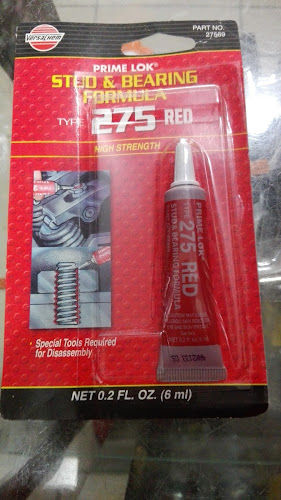 VERSACHEM
PART NO.
27569
PRIME LOK®
STUD & BEARING
FORMULA
TYPE 275 RED
HIGH STRENGTH
PRIME LOK®
TYPE 275 RED
STUD & BEARING FORMULA
• Special Tools Required
for Disassembly
NET 0.2 FL. OZ. (6 ml)